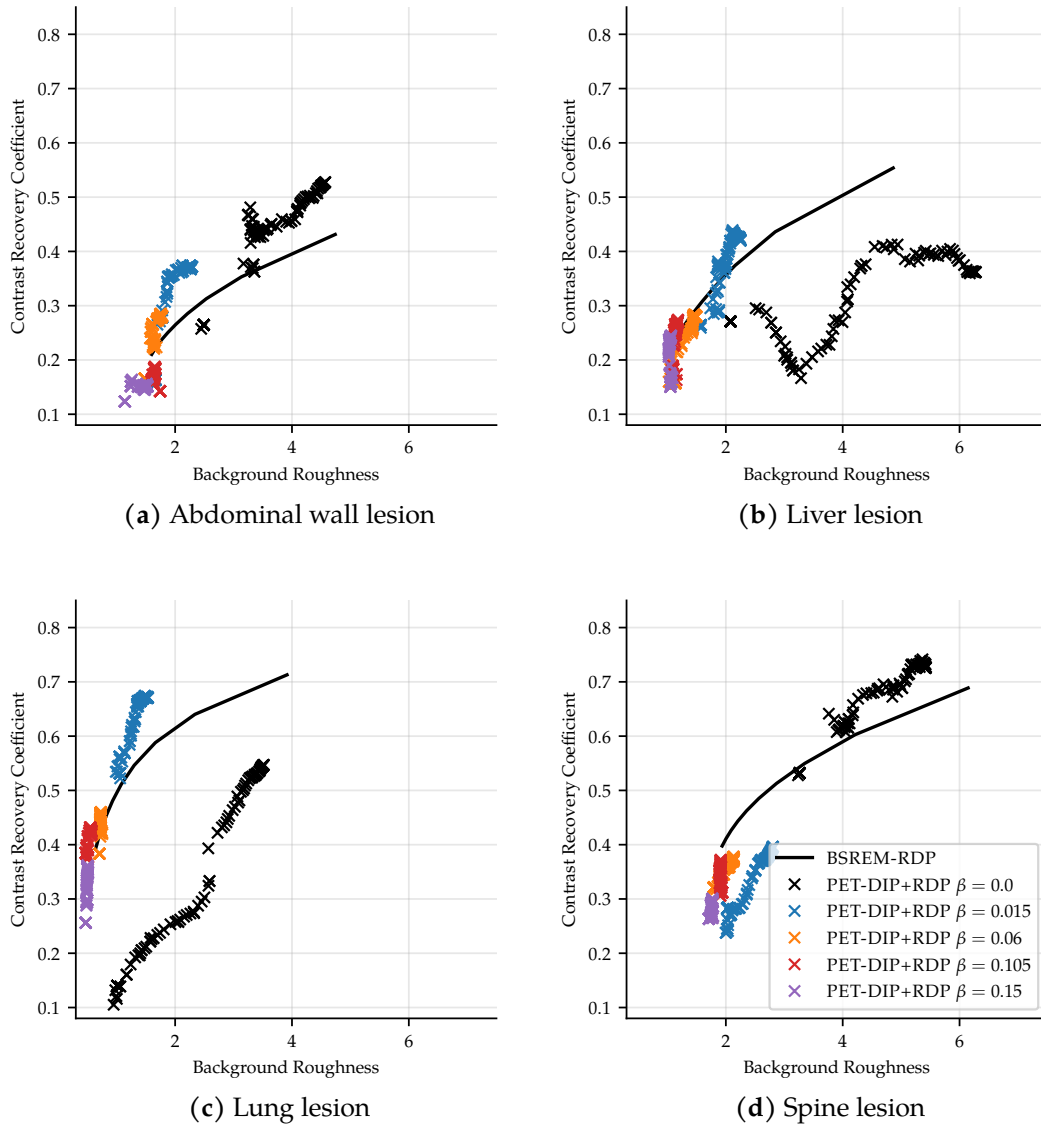 0.8
0.7
0.6
0.5
0.4
0.3
0.2
0.1
Contrast Recovery Coefficient
2 4 6
Background Roughness
(a) Abdominal wall lesion
0.8
0.7
0.6
0.5
0.4
0.3
0.2
0.1
Contrast Recovery Coefficient
2 4 6
Background Roughness
(b) Liver lesion
0.8
0.7
0.6
0.5
0.4
0.3
0.2
0.1
Contrast Recovery Coefficient
2 4 6
Background Roughness
(c) Lung lesion
0.8
0.7
0.6
0.5
0.4
0.3
0.2
0.1
Contrast Recovery Coefficient
BSREM-RDP
PET-DIP+RDP β = 0.0
PET-DIP+RDP β = 0.015
PET-DIP+RDP β = 0.06
PET-DIP+RDP β = 0.105
PET-DIP+RDP β = 0.15
2 4 6
Background Roughness
(d) Spine lesion